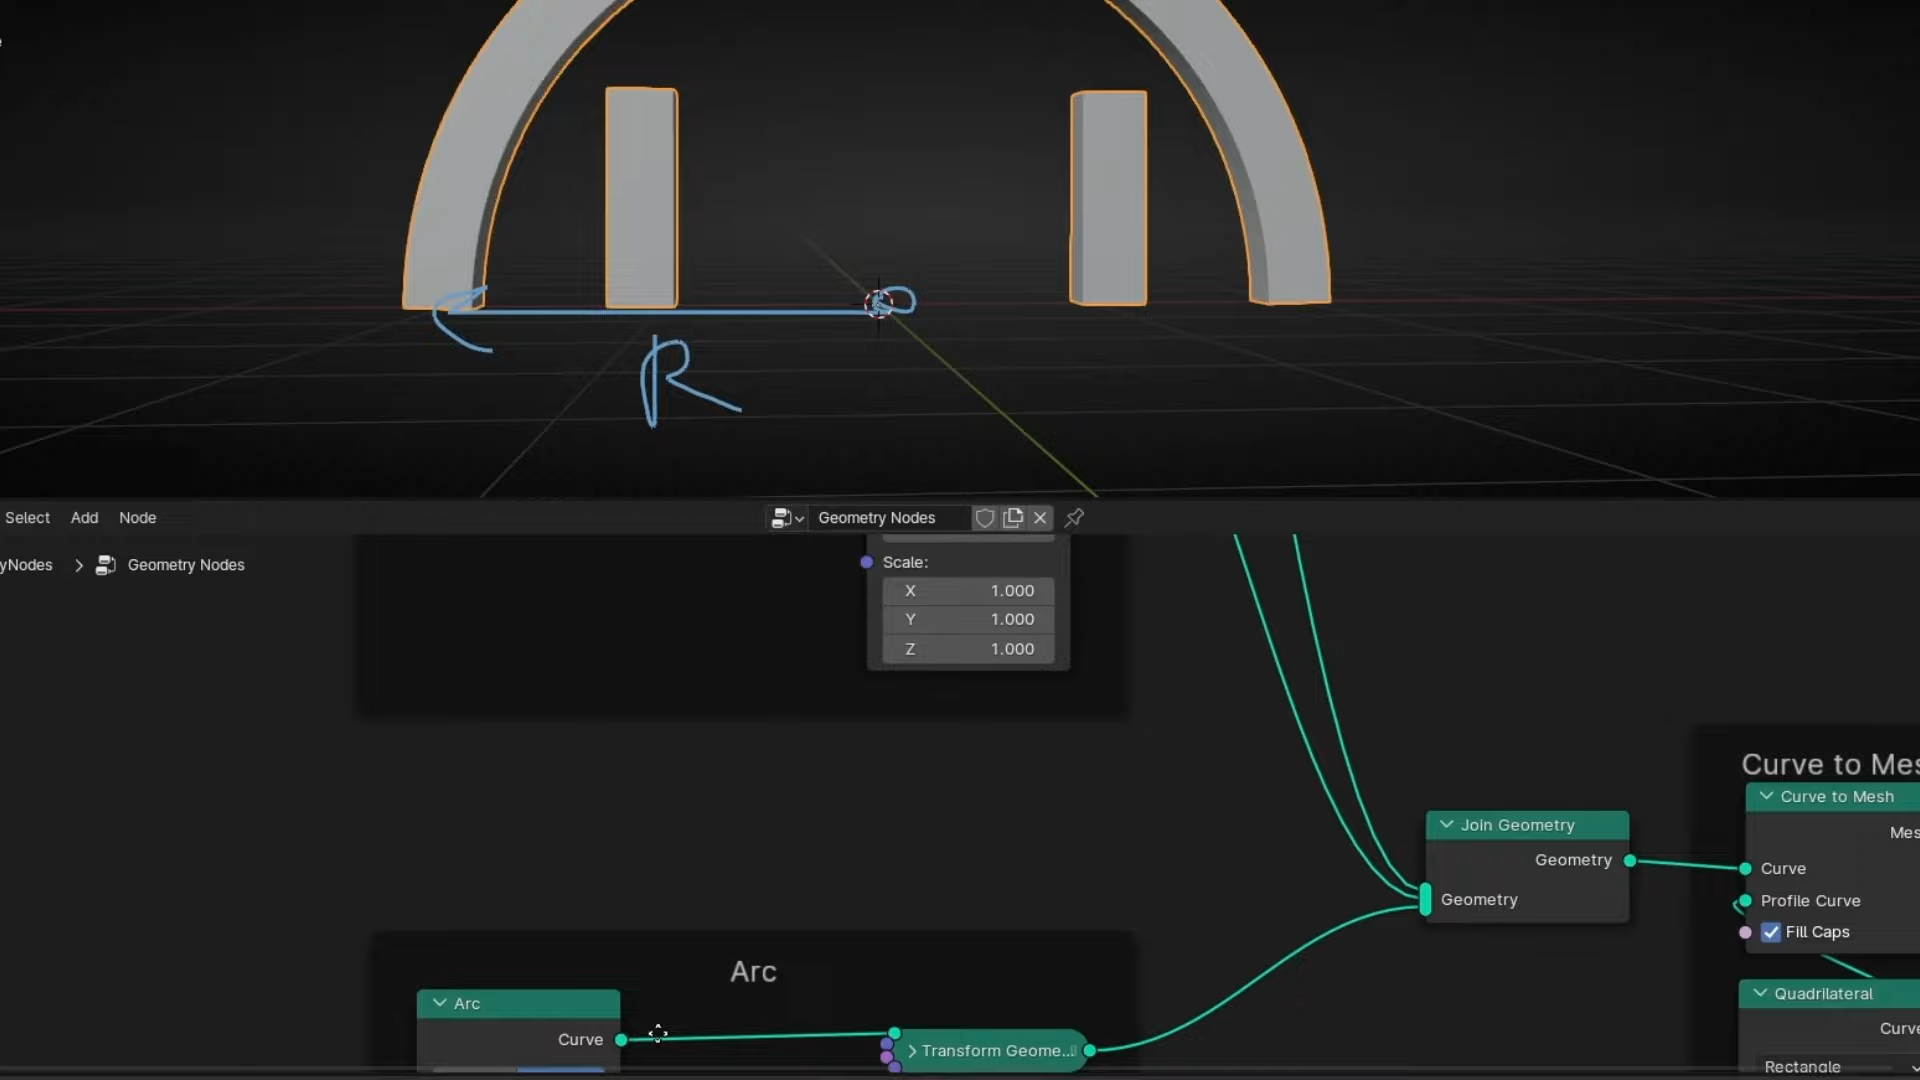 R
Select Add Node
Geometry Nodes
yNodes > Geometry Nodes
Scale:
X 1.000
Y 1.000
Z 1.000
Curve to Mes
Curve to Mesh
Mes
Join Geometry
Geometry
Curve
Geometry
Profile Curve
Fill Caps
Arc
Arc
Quadrilateral
Curve
Curve
Transform Geome..
Rectangle